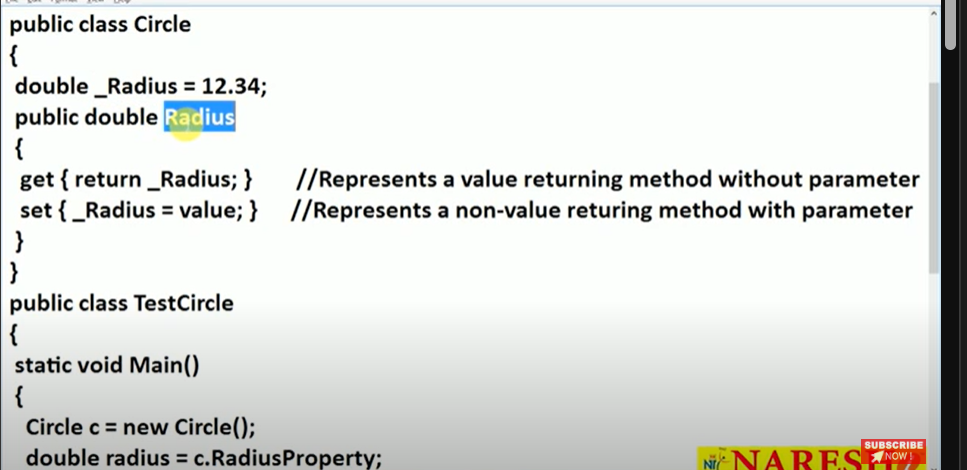 public class Circle
{
double _Radius = 12.34;
public double Radius
{
get { return _Radius; } //Represents a value returning method without parameter
set { _Radius = value; } //Represents a non-value returing method with parameter
}
}
public class TestCircle
{
static void Main()
{
Circle c = new Circle();
double radius = c.RadiusProperty;
SUBSCRIBE
NOW!